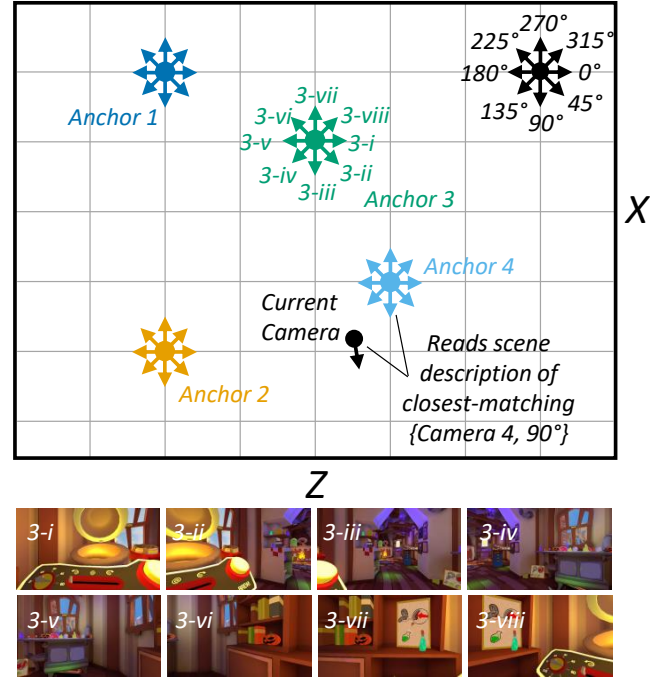 270°
225° 315°
180° 0°
135° 45°
90°
Anchor 1
3-vii
3-vi 3-viii
3-v 3-i
3-iv 3-ii
3-iii
Anchor 3
X
Anchor 4
Current
Camera
Reads scene
description of
closest-matching
{Camera 4, 90°}
Anchor 2
Z
3-i 3-ii 3-iii 3-iv
3-v 3-vi 3-vii 3-viii